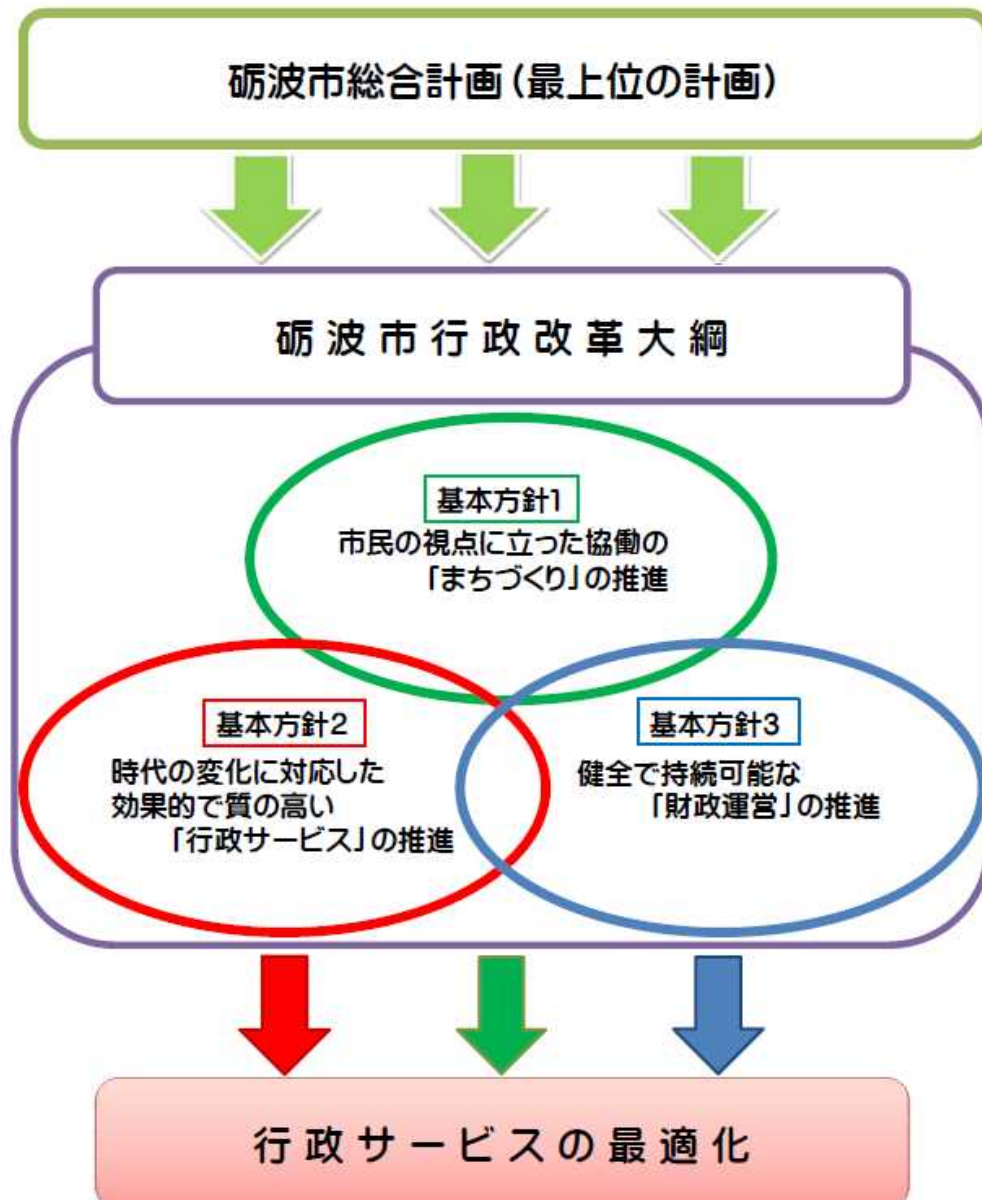 砺波市総合計画（最上位の計画）
砺波市行政改革大綱
基本方針1
市民の視点に立った協働の
「まちづくり」の推進
基本方針2
時代の変化に対応した
効果的で質の高い
「行政サービス」の推進
基本方針3
健全で持続可能な
「財政運営」の推進
行政サービスの最適化